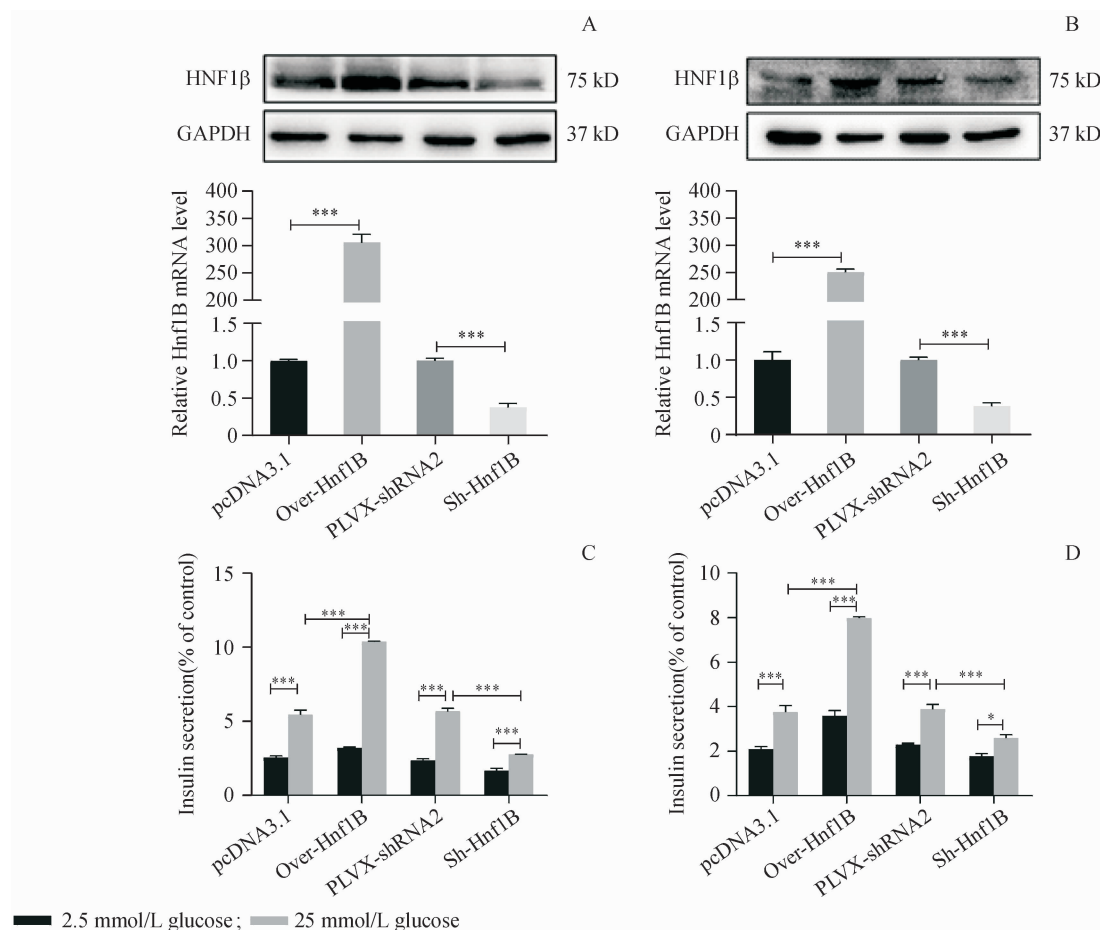 A
HNF1β
75 kD
GAPDH
37 kD
Relative Hnf1B mRNA level
400
350
300
250
200
1.5
1.0
0.5
0
***
***
pcDNA3.1
Over-Hnf1B
PLVX-shRNA2
Sh-Hnf1B
B
HNF1β
75 kD
GAPDH
37 kD
Relative Hnf1B mRNA level
400
350
300
250
200
1.5
1.0
0.5
0
***
***
pcDNA3.1
Over-Hnf1B
PLVX-shRNA2
Sh-Hnf1B
C
Insulin secretion(% of control)
15
10
5
0
***
***
***
***
***
***
pcDNA3.1
Over-Hnf1B
PLVX-shRNA2
Sh-Hnf1B
D
Insulin secretion(% of control)
10
8
6
4
2
0
***
***
***
***
***
*
pcDNA3.1
Over-Hnf1B
PLVX-shRNA2
Sh-Hnf1B
2.5 mmol/L glucose; 25 mmol/L glucose